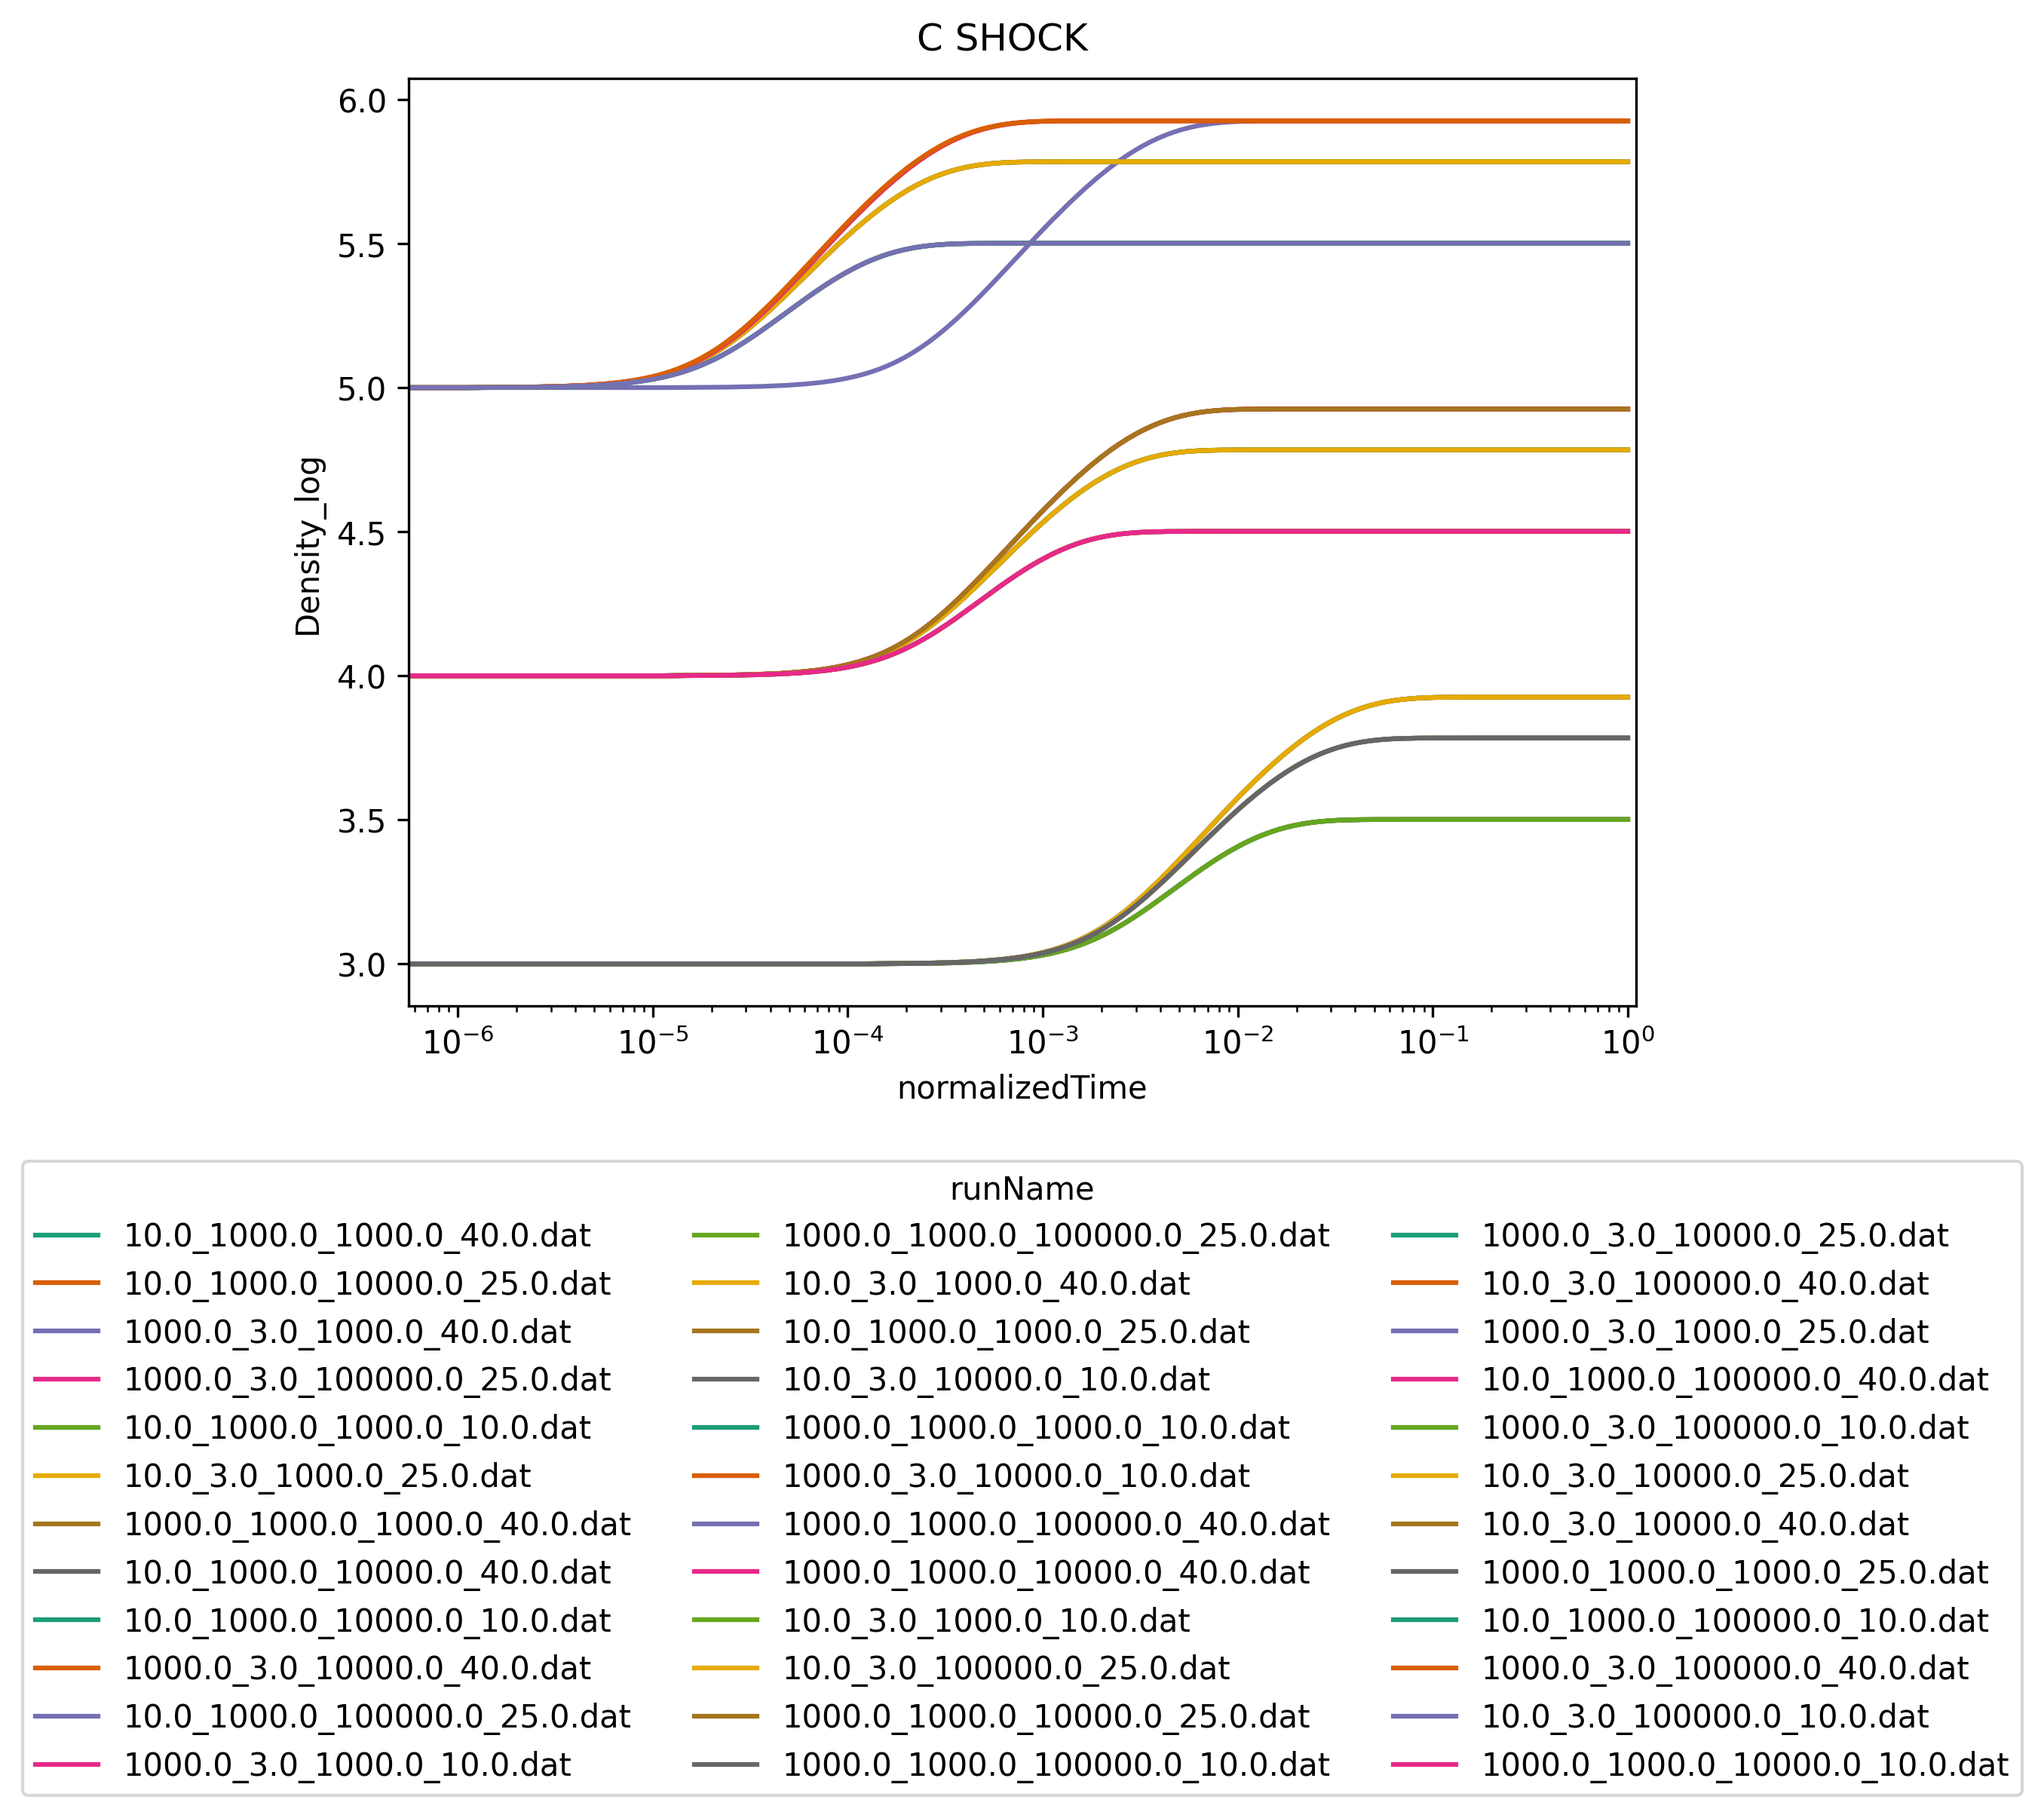 C SHOCK
6.0
5.5
5.0
4.5
4.0
3.5
3.0
Density_log
10⁻⁶ 10⁻⁵ 10⁻⁴ 10⁻³ 10⁻² 10⁻¹ 10⁰
normalizedTime
runName
10.0_1000.0_1000.0_40.0.dat
10.0_1000.0_10000.0_25.0.dat
1000.0_3.0_1000.0_40.0.dat
1000.0_3.0_100000.0_25.0.dat
10.0_1000.0_1000.0_10.0.dat
10.0_3.0_1000.0_25.0.dat
1000.0_1000.0_1000.0_40.0.dat
10.0_1000.0_10000.0_40.0.dat
10.0_1000.0_10000.0_10.0.dat
1000.0_3.0_10000.0_40.0.dat
10.0_1000.0_100000.0_25.0.dat
1000.0_3.0_1000.0_10.0.dat
1000.0_1000.0_100000.0_25.0.dat
10.0_3.0_1000.0_40.0.dat
10.0_1000.0_1000.0_25.0.dat
10.0_3.0_10000.0_10.0.dat
1000.0_1000.0_1000.0_10.0.dat
1000.0_3.0_10000.0_10.0.dat
1000.0_1000.0_100000.0_40.0.dat
1000.0_1000.0_10000.0_40.0.dat
10.0_3.0_1000.0_10.0.dat
10.0_3.0_100000.0_25.0.dat
1000.0_1000.0_10000.0_25.0.dat
1000.0_1000.0_100000.0_10.0.dat
1000.0_3.0_10000.0_25.0.dat
10.0_3.0_100000.0_40.0.dat
1000.0_3.0_1000.0_25.0.dat
10.0_1000.0_100000.0_40.0.dat
1000.0_3.0_100000.0_10.0.dat
10.0_3.0_10000.0_25.0.dat
10.0_3.0_10000.0_40.0.dat
1000.0_1000.0_1000.0_25.0.dat
10.0_1000.0_100000.0_10.0.dat
1000.0_3.0_100000.0_40.0.dat
10.0_3.0_100000.0_10.0.dat
1000.0_1000.0_10000.0_10.0.dat